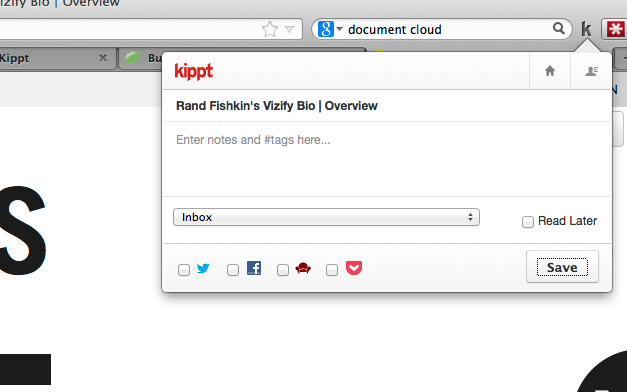 Vizify Bio | Overview
document cloud
k
Kippt
Bu
kippt
Rand Fishkin's Vizify Bio | Overview
N
Enter notes and #tags here...
S
Inbox
Read Later
Save